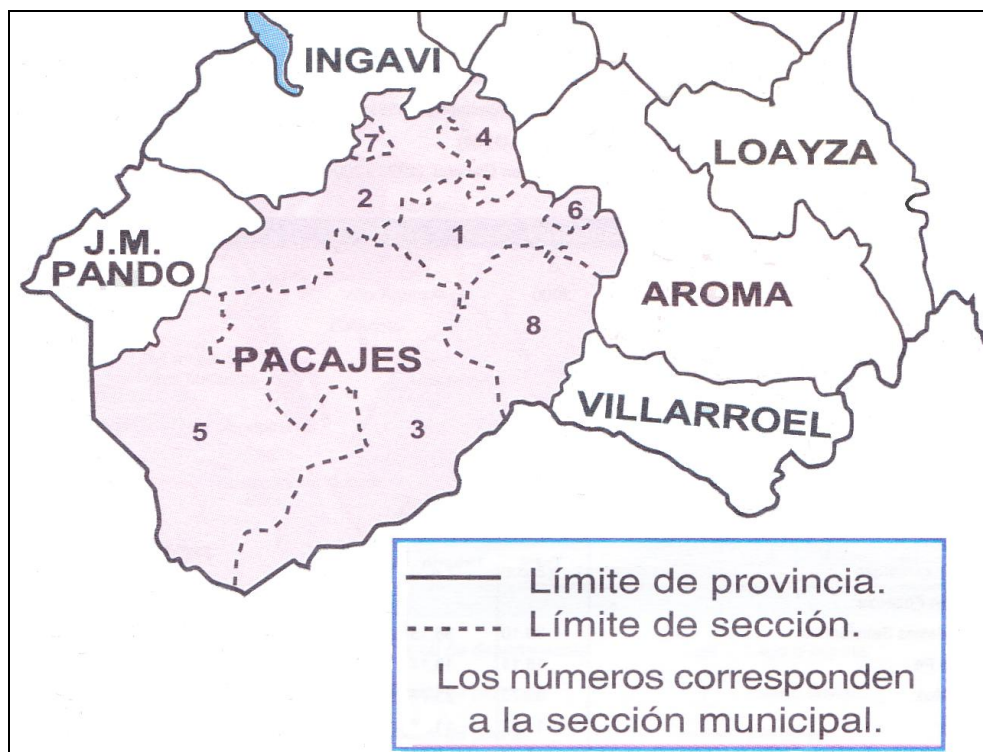 INGAVI
LOAYZA
7
4
2
6
1
J.M.
PANDO
AROMA
8
PACAJES
VILLARROEL
5
3
Límite de provincia.
Límite de sección.
Los números corresponden
a la sección municipal.